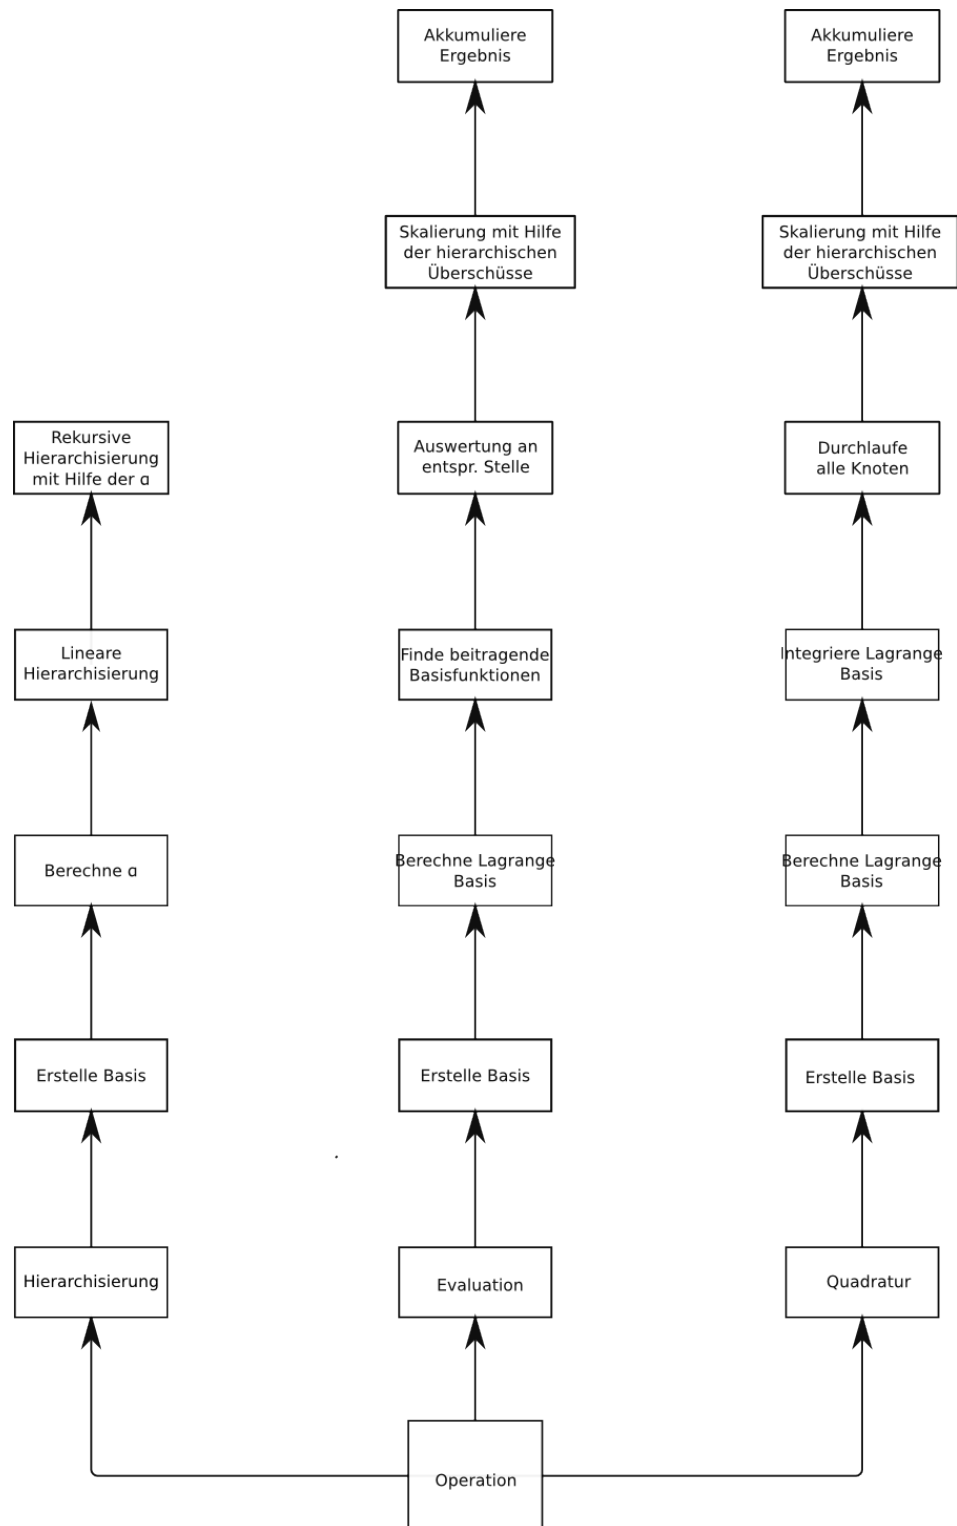 Akkumuliere
Ergebnis
Akkumuliere
Ergebnis
Skalierung mit Hilfe
der hierarchischen
Überschüsse
Skalierung mit Hilfe
der hierarchischen
Überschüsse
Rekursive
Hierarchisierung
mit Hilfe der α
Auswertung an
entspr. Stelle
Durchlaufe
alle Knoten
Lineare
Hierarchisierung
Finde beitragende
Basisfunktionen
Integriere Lagrange
Basis
Berechne α
Berechne Lagrange
Basis
Berechne Lagrange
Basis
Erstelle Basis
Erstelle Basis
Erstelle Basis
Hierarchisierung
Evaluation
Quadratur
Operation